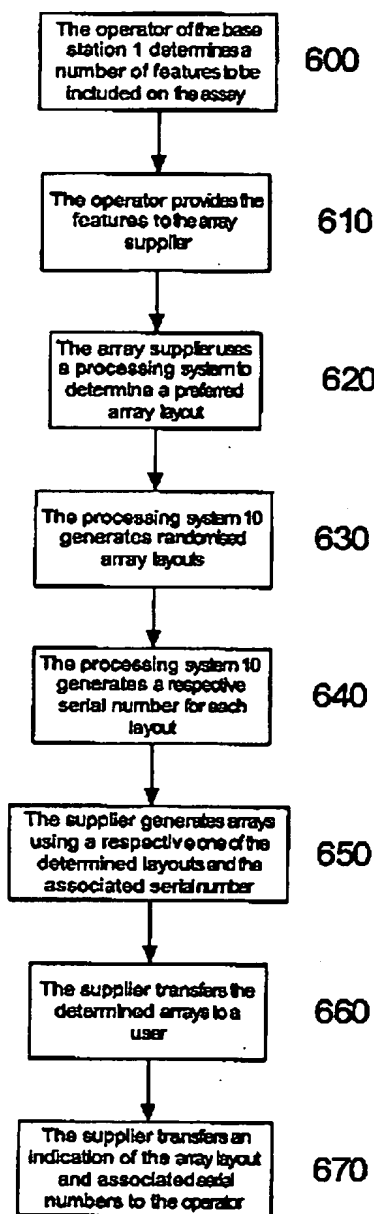 The operator of the base
station 1 determines a
number of features to be
included on the assay
600
The operator provides the
features to the array
supplier
610
The array supplier uses
a processing system to
determine a preferred
array layout
620
The processing system 10
generates randomised
array layouts
630
The processing system 10
generates a respective
serial number for each
layout
640
The supplier generates arrays
using a respective one of the
determined layouts and the
associated serial number
650
The supplier transfers the
determined arrays to a
user
660
The supplier transfers an
indication of the array layout
and associated serial
numbers to the operator
670